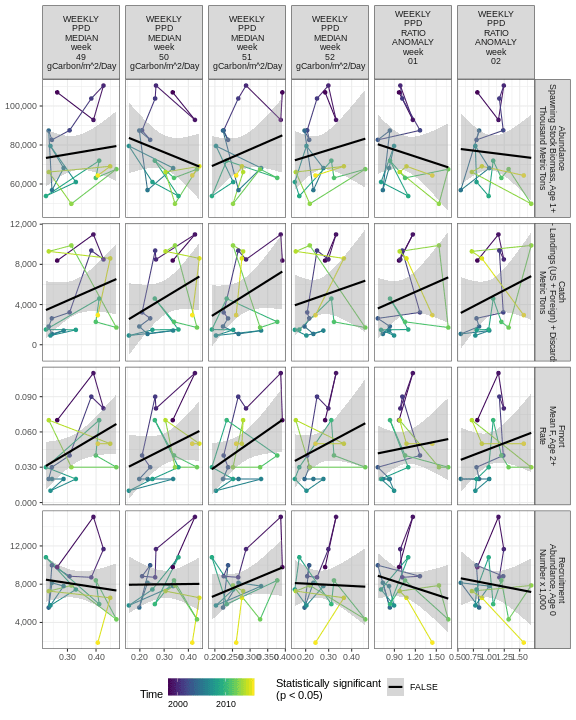 WEEKLY
PPD
MEDIAN
week
49
gCarbon/m^2/Day
WEEKLY
PPD
MEDIAN
week
50
gCarbon/m^2/Day
WEEKLY
PPD
MEDIAN
week
51
gCarbon/m^2/Day
WEEKLY
PPD
MEDIAN
week
52
gCarbon/m^2/Day
WEEKLY
PPD
RATIO
ANOMALY
week
01
WEEKLY
PPD
RATIO
ANOMALY
week
02
100,000
80,000
60,000
Abundance
Spawning Stock Biomass, Age 1+
Thousand Metric Tons
12,000
8,000
4,000
0
Catch
- Landings (US + Foreign) + Discard
Metric Tons
0.090
0.060
0.030
0.000
Fmort
Mean F, Age 2+
Rate
12,000
8,000
4,000
Recruitment
Abundance, Age 0
Number x 1,000
0.30 0.40
0.20 0.30 0.40
0.200 0.250 0.300 0.350 0.400
0.20 0.30 0.40
0.90 1.20 1.50
0.50 0.75 1.00 1.25 1.50
Time
2000 2010
Statistically significant
(p < 0.05)
FALSE